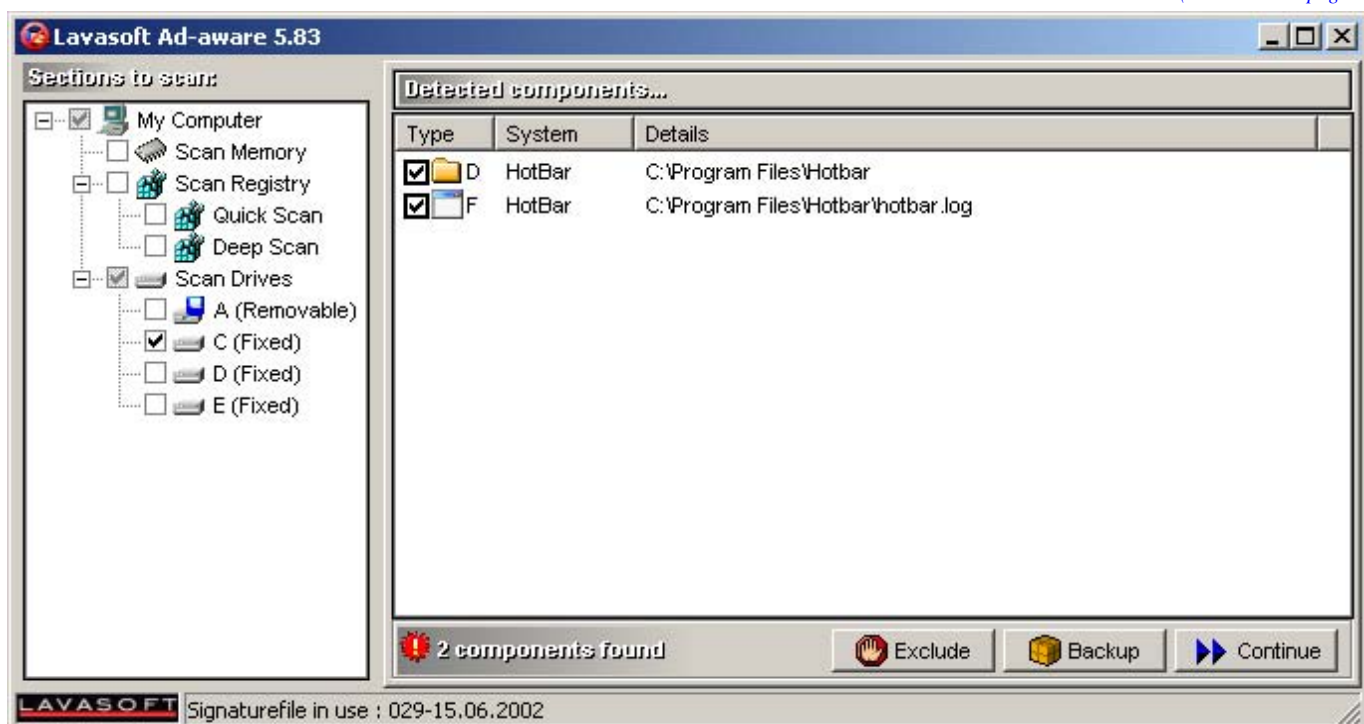 Lavasoft Ad-aware 5.83
Sections to scan:
My Computer
Scan Memory
Scan Registry
Quick Scan
Deep Scan
Scan Drives
A (Removable)
C (Fixed)
D (Fixed)
E (Fixed)
Detected components...
Type System Details
D HotBar C:\Program Files\Hotbar
F HotBar C:\Program Files\Hotbar\hotbar.log
2 components found
Exclude
Backup
Continue
LAVASOFT
Signaturefile in use : 029-15.06.2002